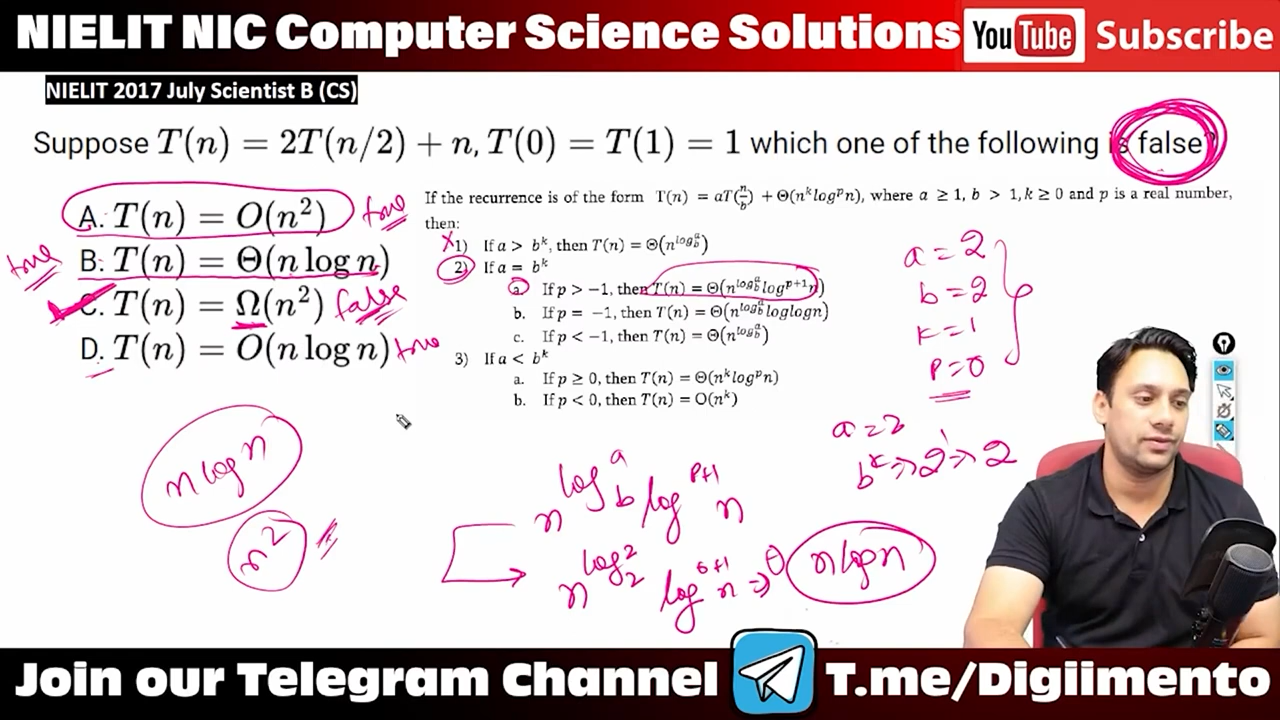 NIELIT NIC Computer Science Solutions YouTube Subscribe
NIELIT 2017 July Scientist B (CS)
Suppose T(n) = 2T(n/2) + n, T(0) = T(1) = 1 which one of the following is false?
If the recurrence is of the form T(n) = aT(n/b) + Θ(n^k log^p n), where a ≥ 1, b > 1, k ≥ 0 and p is a real number,
then:
A. T(n) = O(n²) true
x 1) If a > b^k, then T(n) = Θ(n^log_b^a)
true B. T(n) = Θ(n log n)
2) If a = b^k
a. If p > −1, then T(n) = Θ(n^log_b^a log^p+1 n)
C. T(n) = Ω(n²) false
b. If p = −1, then T(n) = Θ(n^log_b^a loglogn)
c. If p < −1, then T(n) = Θ(n^log_b^a)
D. T(n) = O(n log n) true
3) If a < b^k
a. If p ≥ 0, then T(n) = Θ(n^k log^p n)
b. If p < 0, then T(n) = O(n^k)
a = 2
b = 2
k = 1
p = 0
a = 2
b^k => 2^1 => 2
n log n
n²
n^log_b^a log^p+1 n
n^log_2^2 log^0+1 n => Θ n log n
Join our Telegram Channel T.me/Digiimento